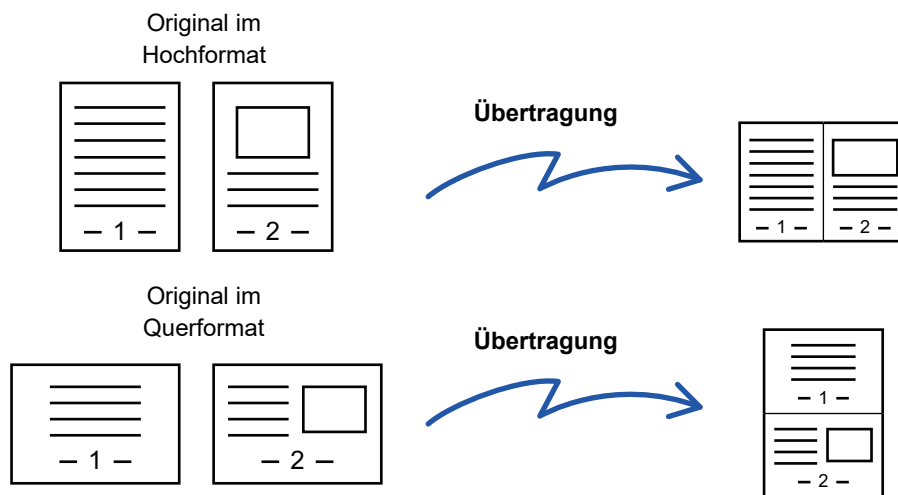 Original im
Hochformat
Übertragung
– 1 –
– 2 –
– 1 –
– 2 –
Original im
Querformat
Übertragung
– 1 –
– 2 –
– 1 –
– 2 –